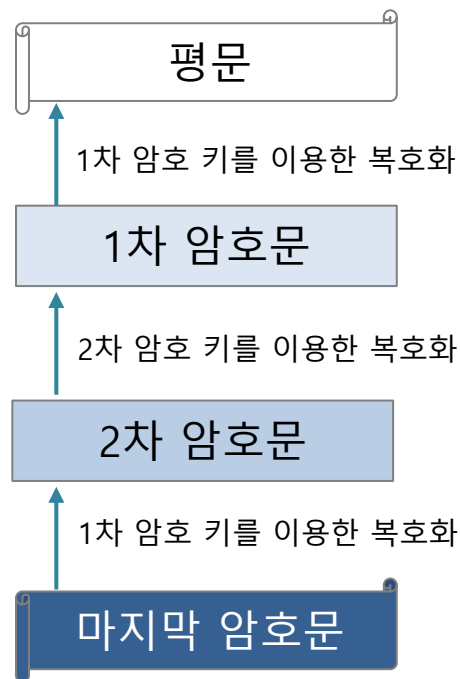 평문
1차 암호 키를 이용한 복호화
1차 암호문
2차 암호 키를 이용한 복호화
2차 암호문
1차 암호 키를 이용한 복호화
마지막 암호문